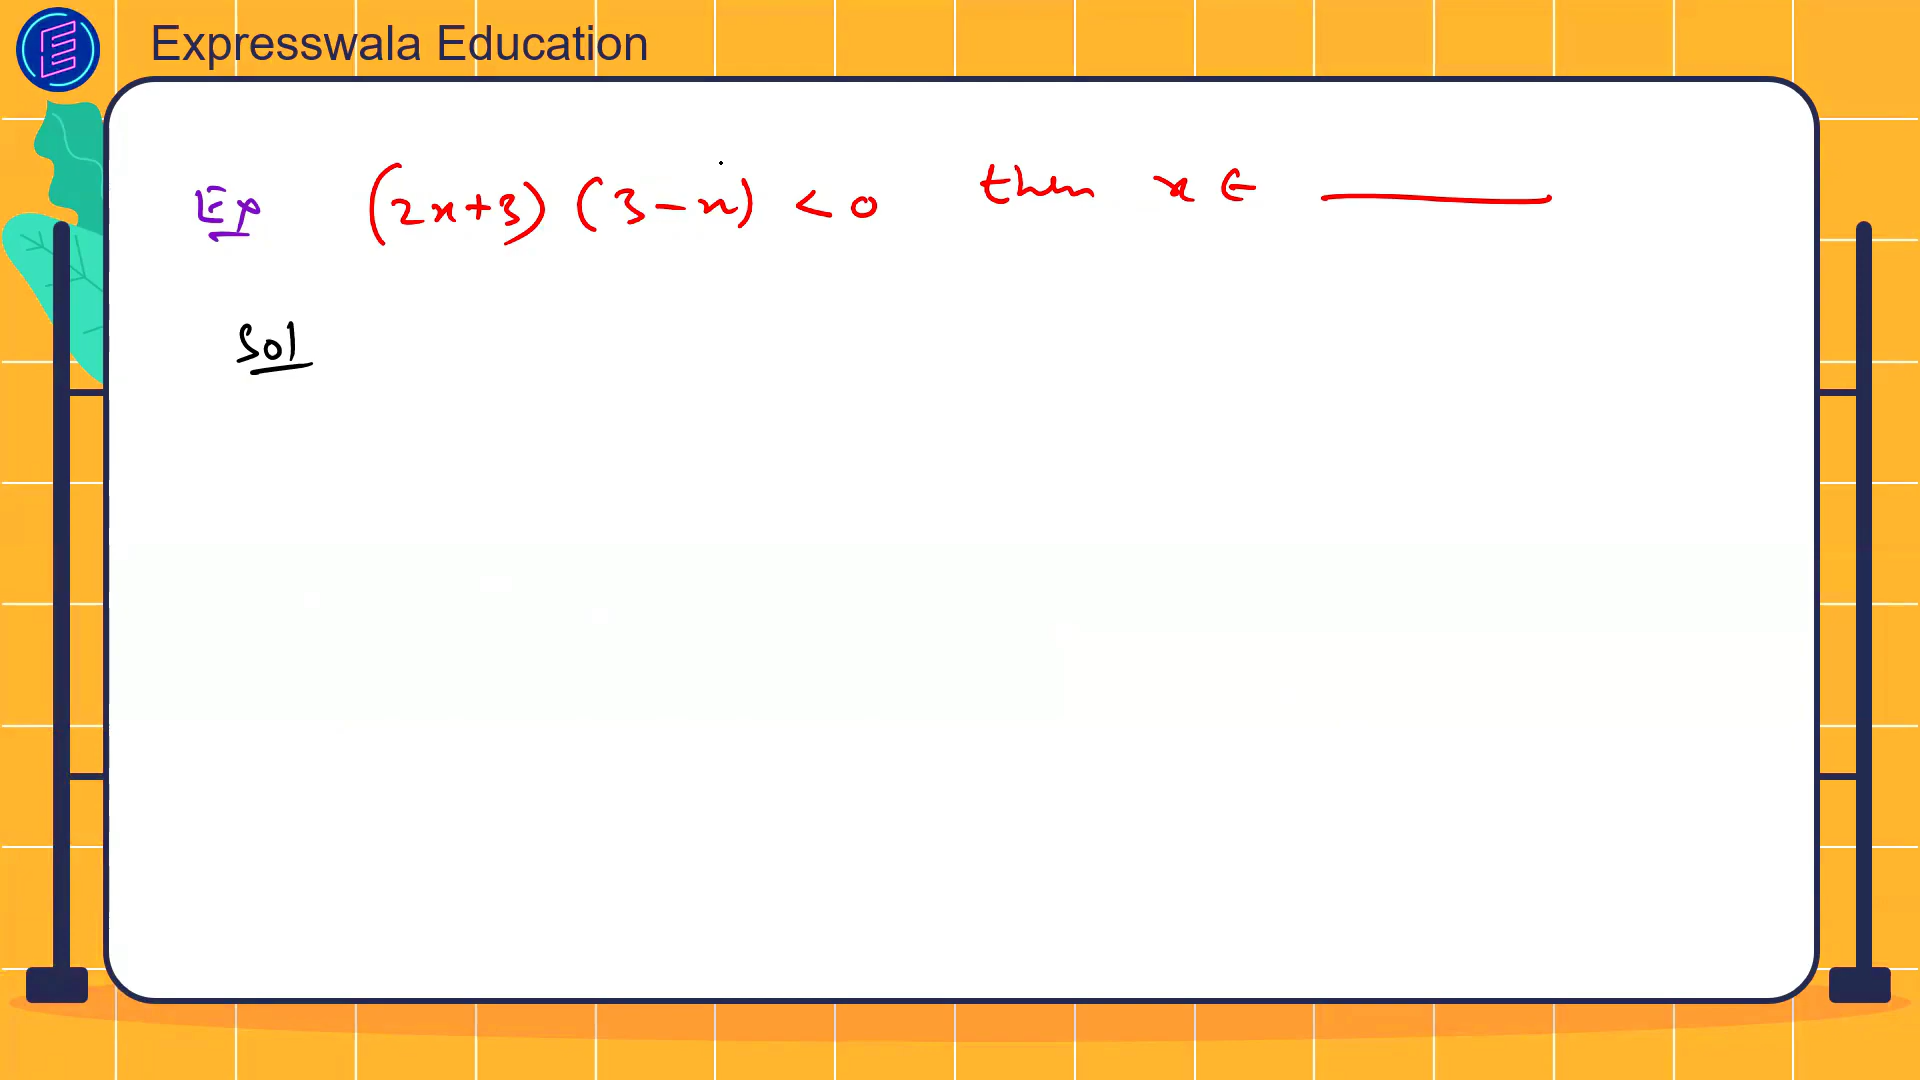 Expresswala Education
Ex (2x+3) (3-x) < 0 then x ∈ ______
Sol